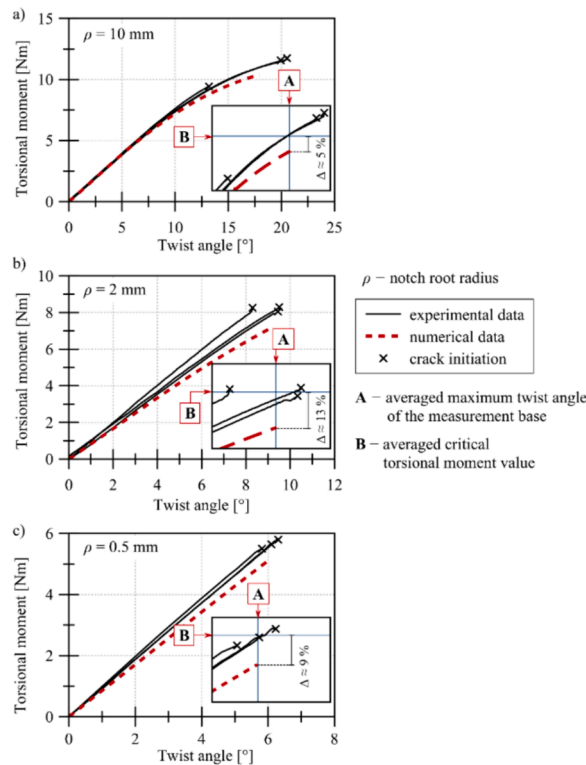 a)
15
ρ = 10 mm
10
5
0
Torsional moment [Nm]
A
B
Δ ≈ 5 %
0 5 10 15 20 25
Twist angle [°]
b)
10
ρ = 2 mm
8
6
4
2
0
Torsional moment [Nm]
A
B
Δ ≈ 13 %
0 2 4 6 8 10 12
Twist angle [°]
ρ – notch root radius
experimental data
numerical data
crack initiation
A – averaged maximum twist angle
of the measurement base
B – averaged critical
torsional moment value
c)
6
ρ = 0.5 mm
4
2
0
Torsional moment [Nm]
A
B
Δ ≈ 9 %
0 2 4 6 8
Twist angle [°]